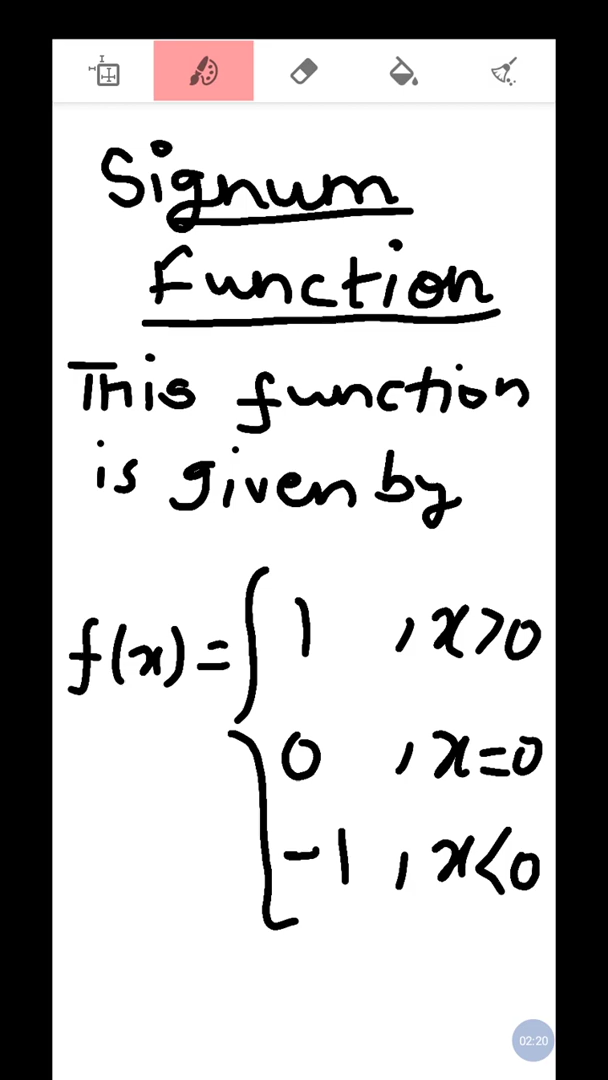 Signum
Function
This function
is given by
f(x)= { 1 , x>0
0 , x=0
-1 , x<0
02:20